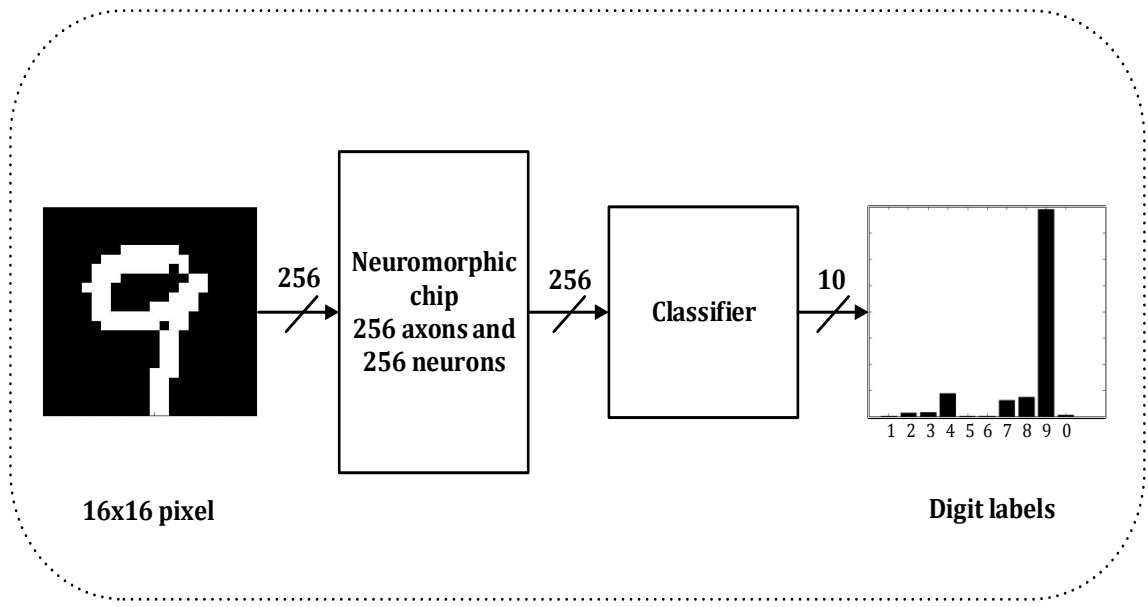 256
Neuromorphic
chip
256 axons and
256 neurons
256
Classifier
10
1 2 3 4 5 6 7 8 9 0
16x16 pixel
Digit labels